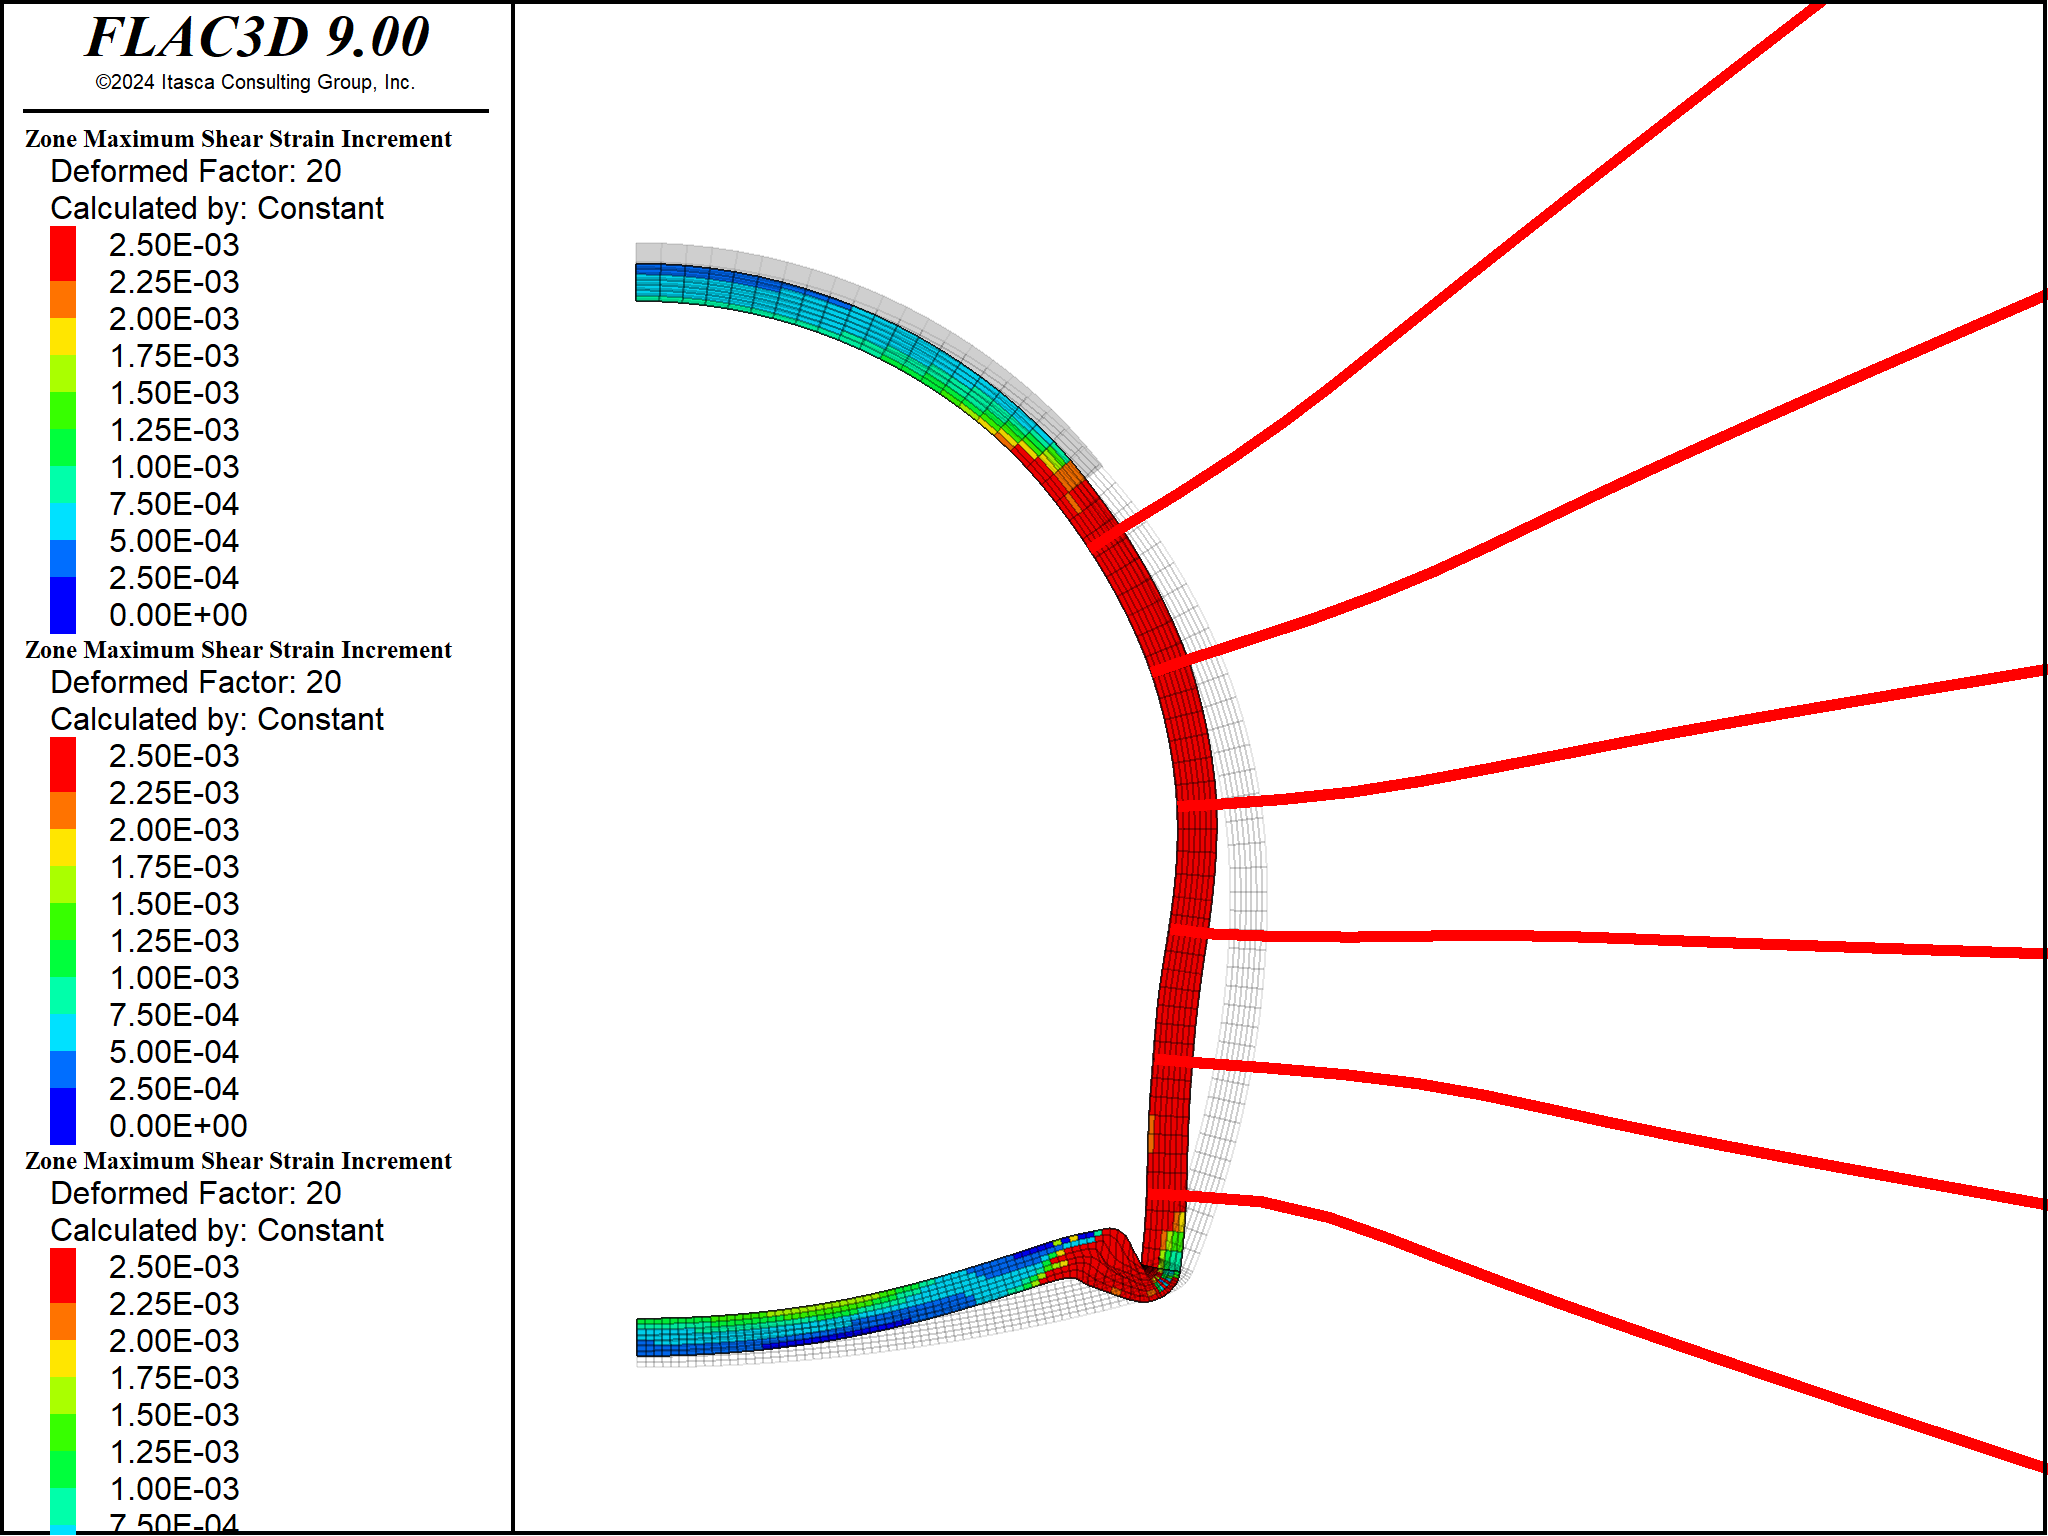 FLAC3D 9.00
©2024 Itasca Consulting Group, Inc.
Zone Maximum Shear Strain Increment
Deformed Factor: 20
Calculated by: Constant
2.50E-03
2.25E-03
2.00E-03
1.75E-03
1.50E-03
1.25E-03
1.00E-03
7.50E-04
5.00E-04
2.50E-04
0.00E+00
Zone Maximum Shear Strain Increment
Deformed Factor: 20
Calculated by: Constant
2.50E-03
2.25E-03
2.00E-03
1.75E-03
1.50E-03
1.25E-03
1.00E-03
7.50E-04
5.00E-04
2.50E-04
0.00E+00
Zone Maximum Shear Strain Increment
Deformed Factor: 20
Calculated by: Constant
2.50E-03
2.25E-03
2.00E-03
1.75E-03
1.50E-03
1.25E-03
1.00E-03
7.50E-04